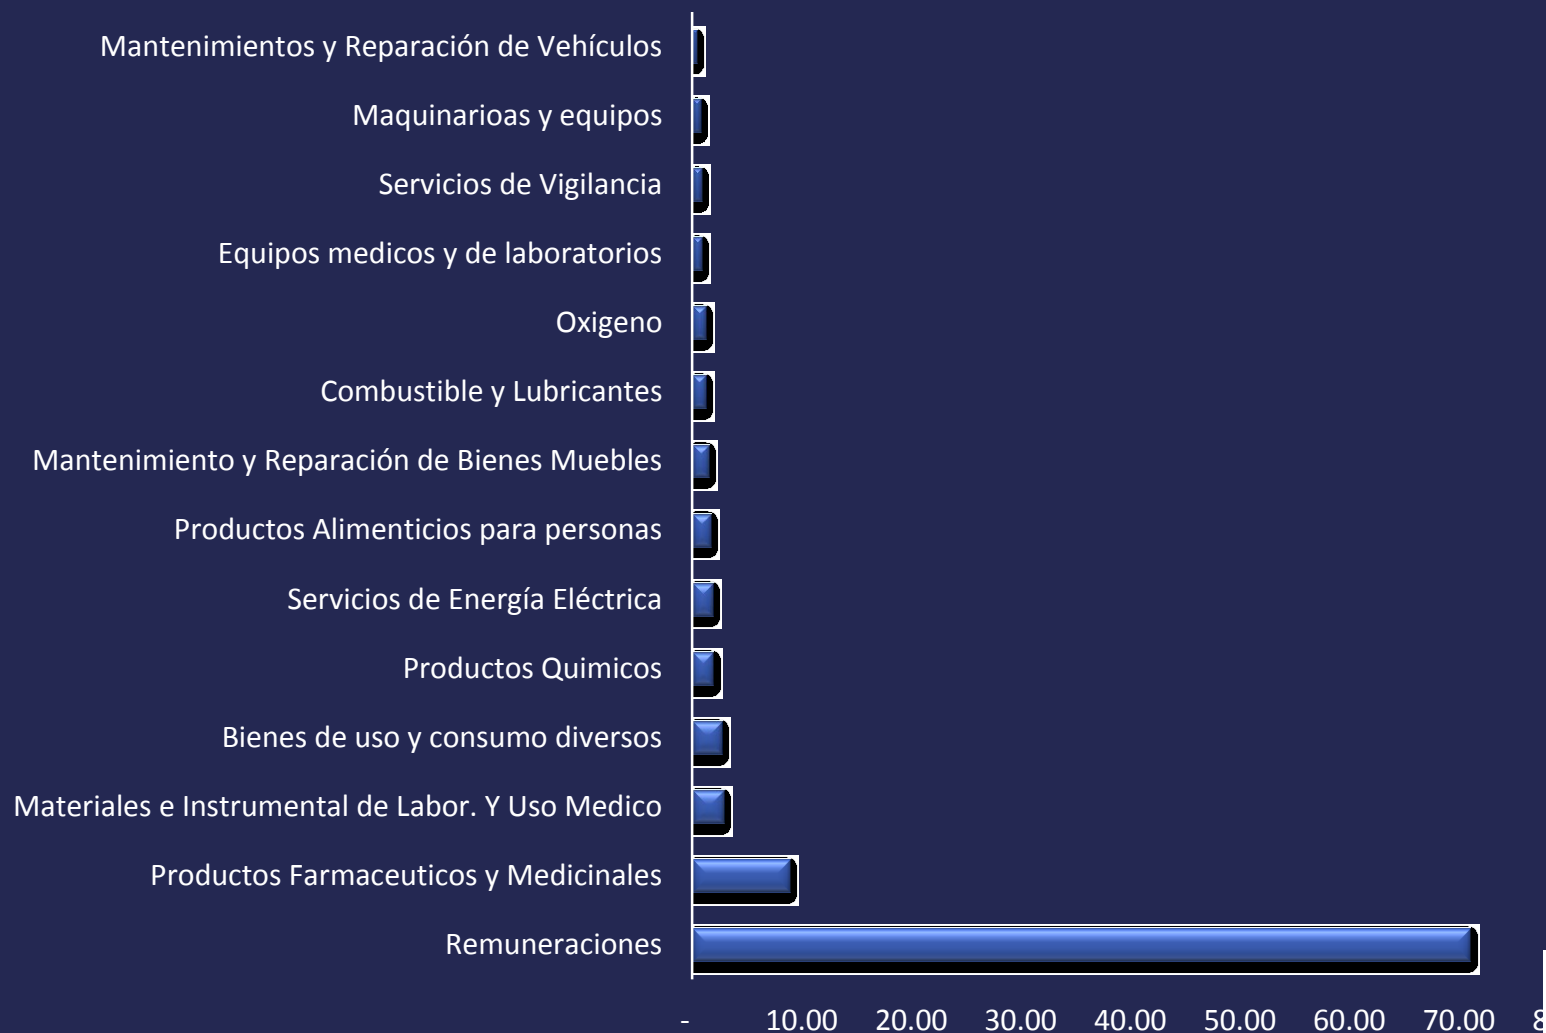 Mantenimientos y Reparación de Vehículos
Maquinarioas y equipos
Servicios de Vigilancia
Equipos medicos y de laboratorios
Oxigeno
Combustible y Lubricantes
Mantenimiento y Reparación de Bienes Muebles
Productos Alimenticios para personas
Servicios de Energía Eléctrica
Productos Quimicos
Bienes de uso y consumo diversos
Materiales e Instrumental de Labor. Y Uso Medico
Productos Farmaceuticos y Medicinales
Remuneraciones
- 10.00 20.00 30.00 40.00 50.00 60.00 70.00